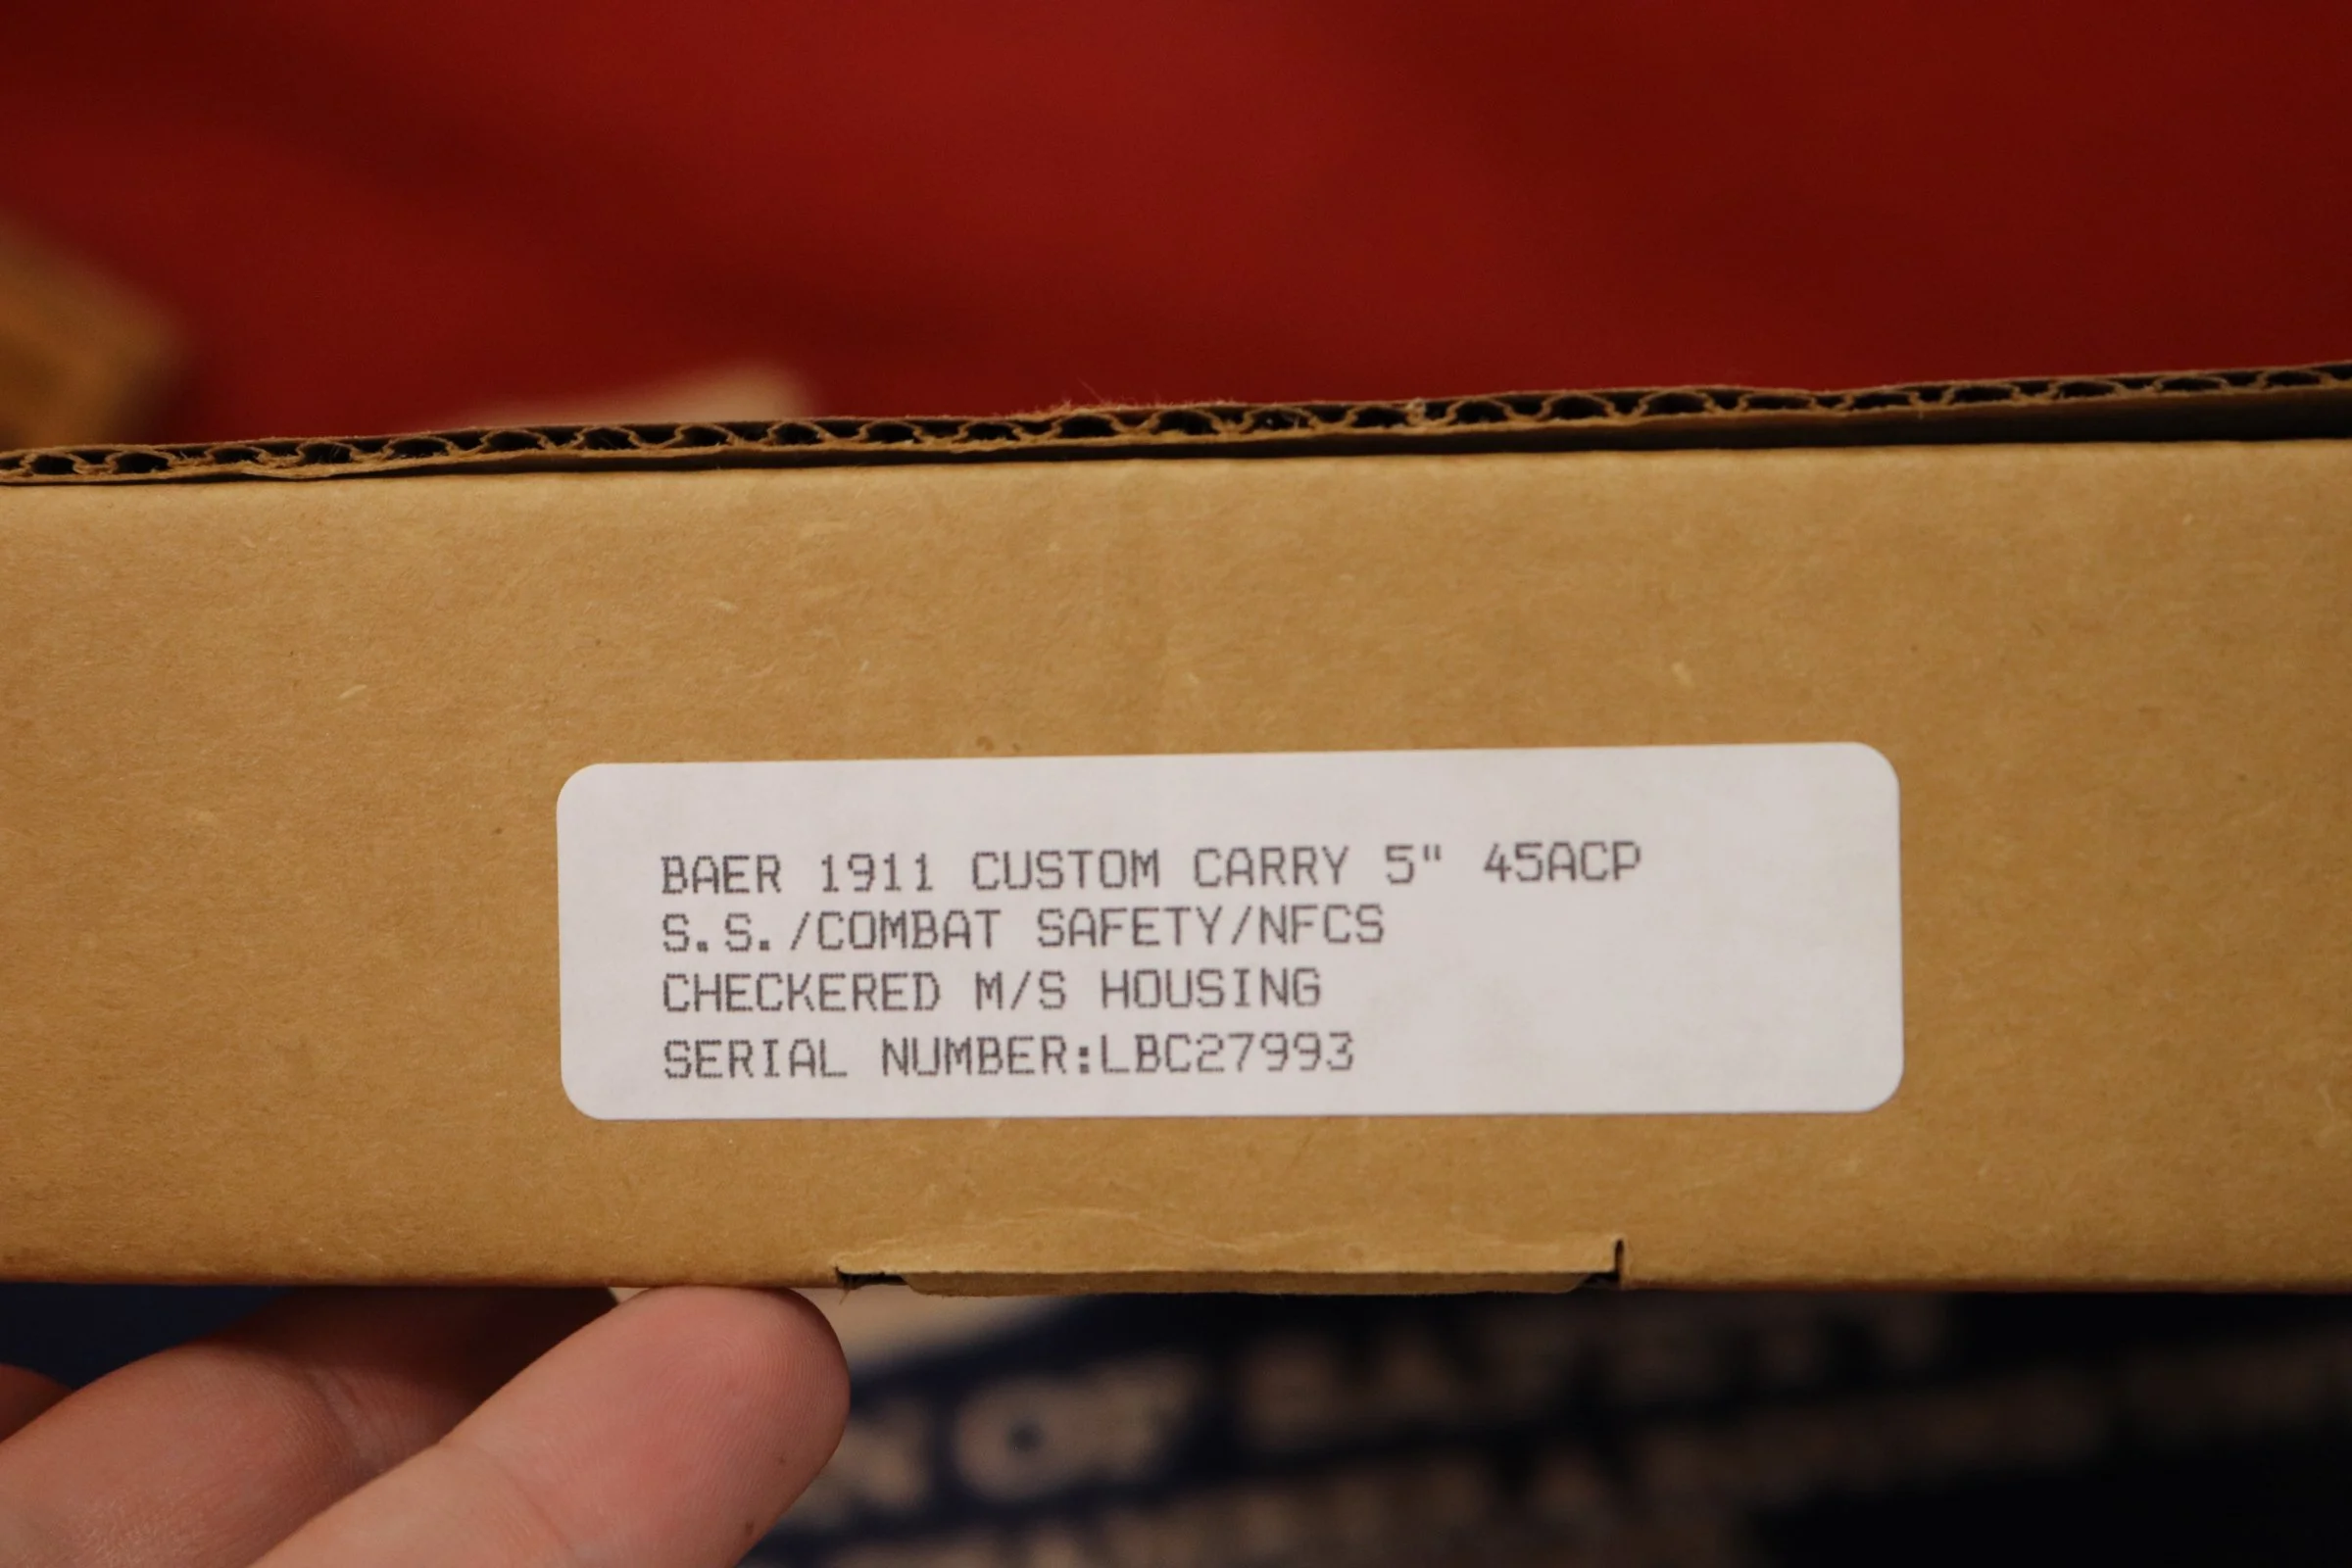 BAER 1911 CUSTOM CARRY 5" 45ACP
S.S./COMBAT SAFETY/NFCS
CHECKERED M/S HOUSING
SERIAL NUMBER:LBC27993